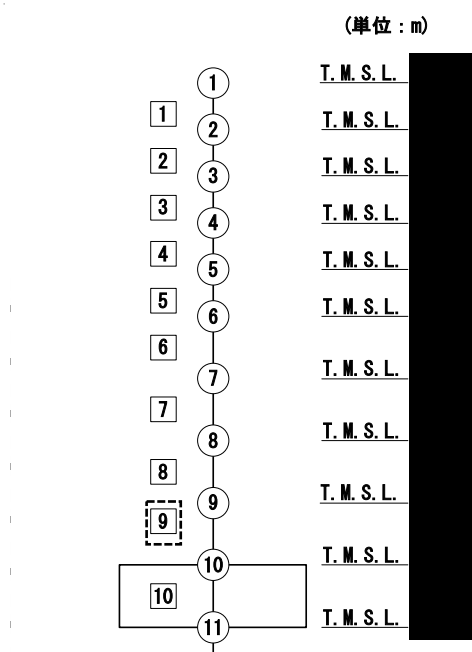 (単位:m)
① T.M.S.L.
1
② T.M.S.L.
2
③ T.M.S.L.
3
④ T.M.S.L.
4
⑤ T.M.S.L.
5
⑥ T.M.S.L.
6
⑦ T.M.S.L.
7
⑧ T.M.S.L.
8
⑨ T.M.S.L.
9
⑩ T.M.S.L.
10
⑪ T.M.S.L.